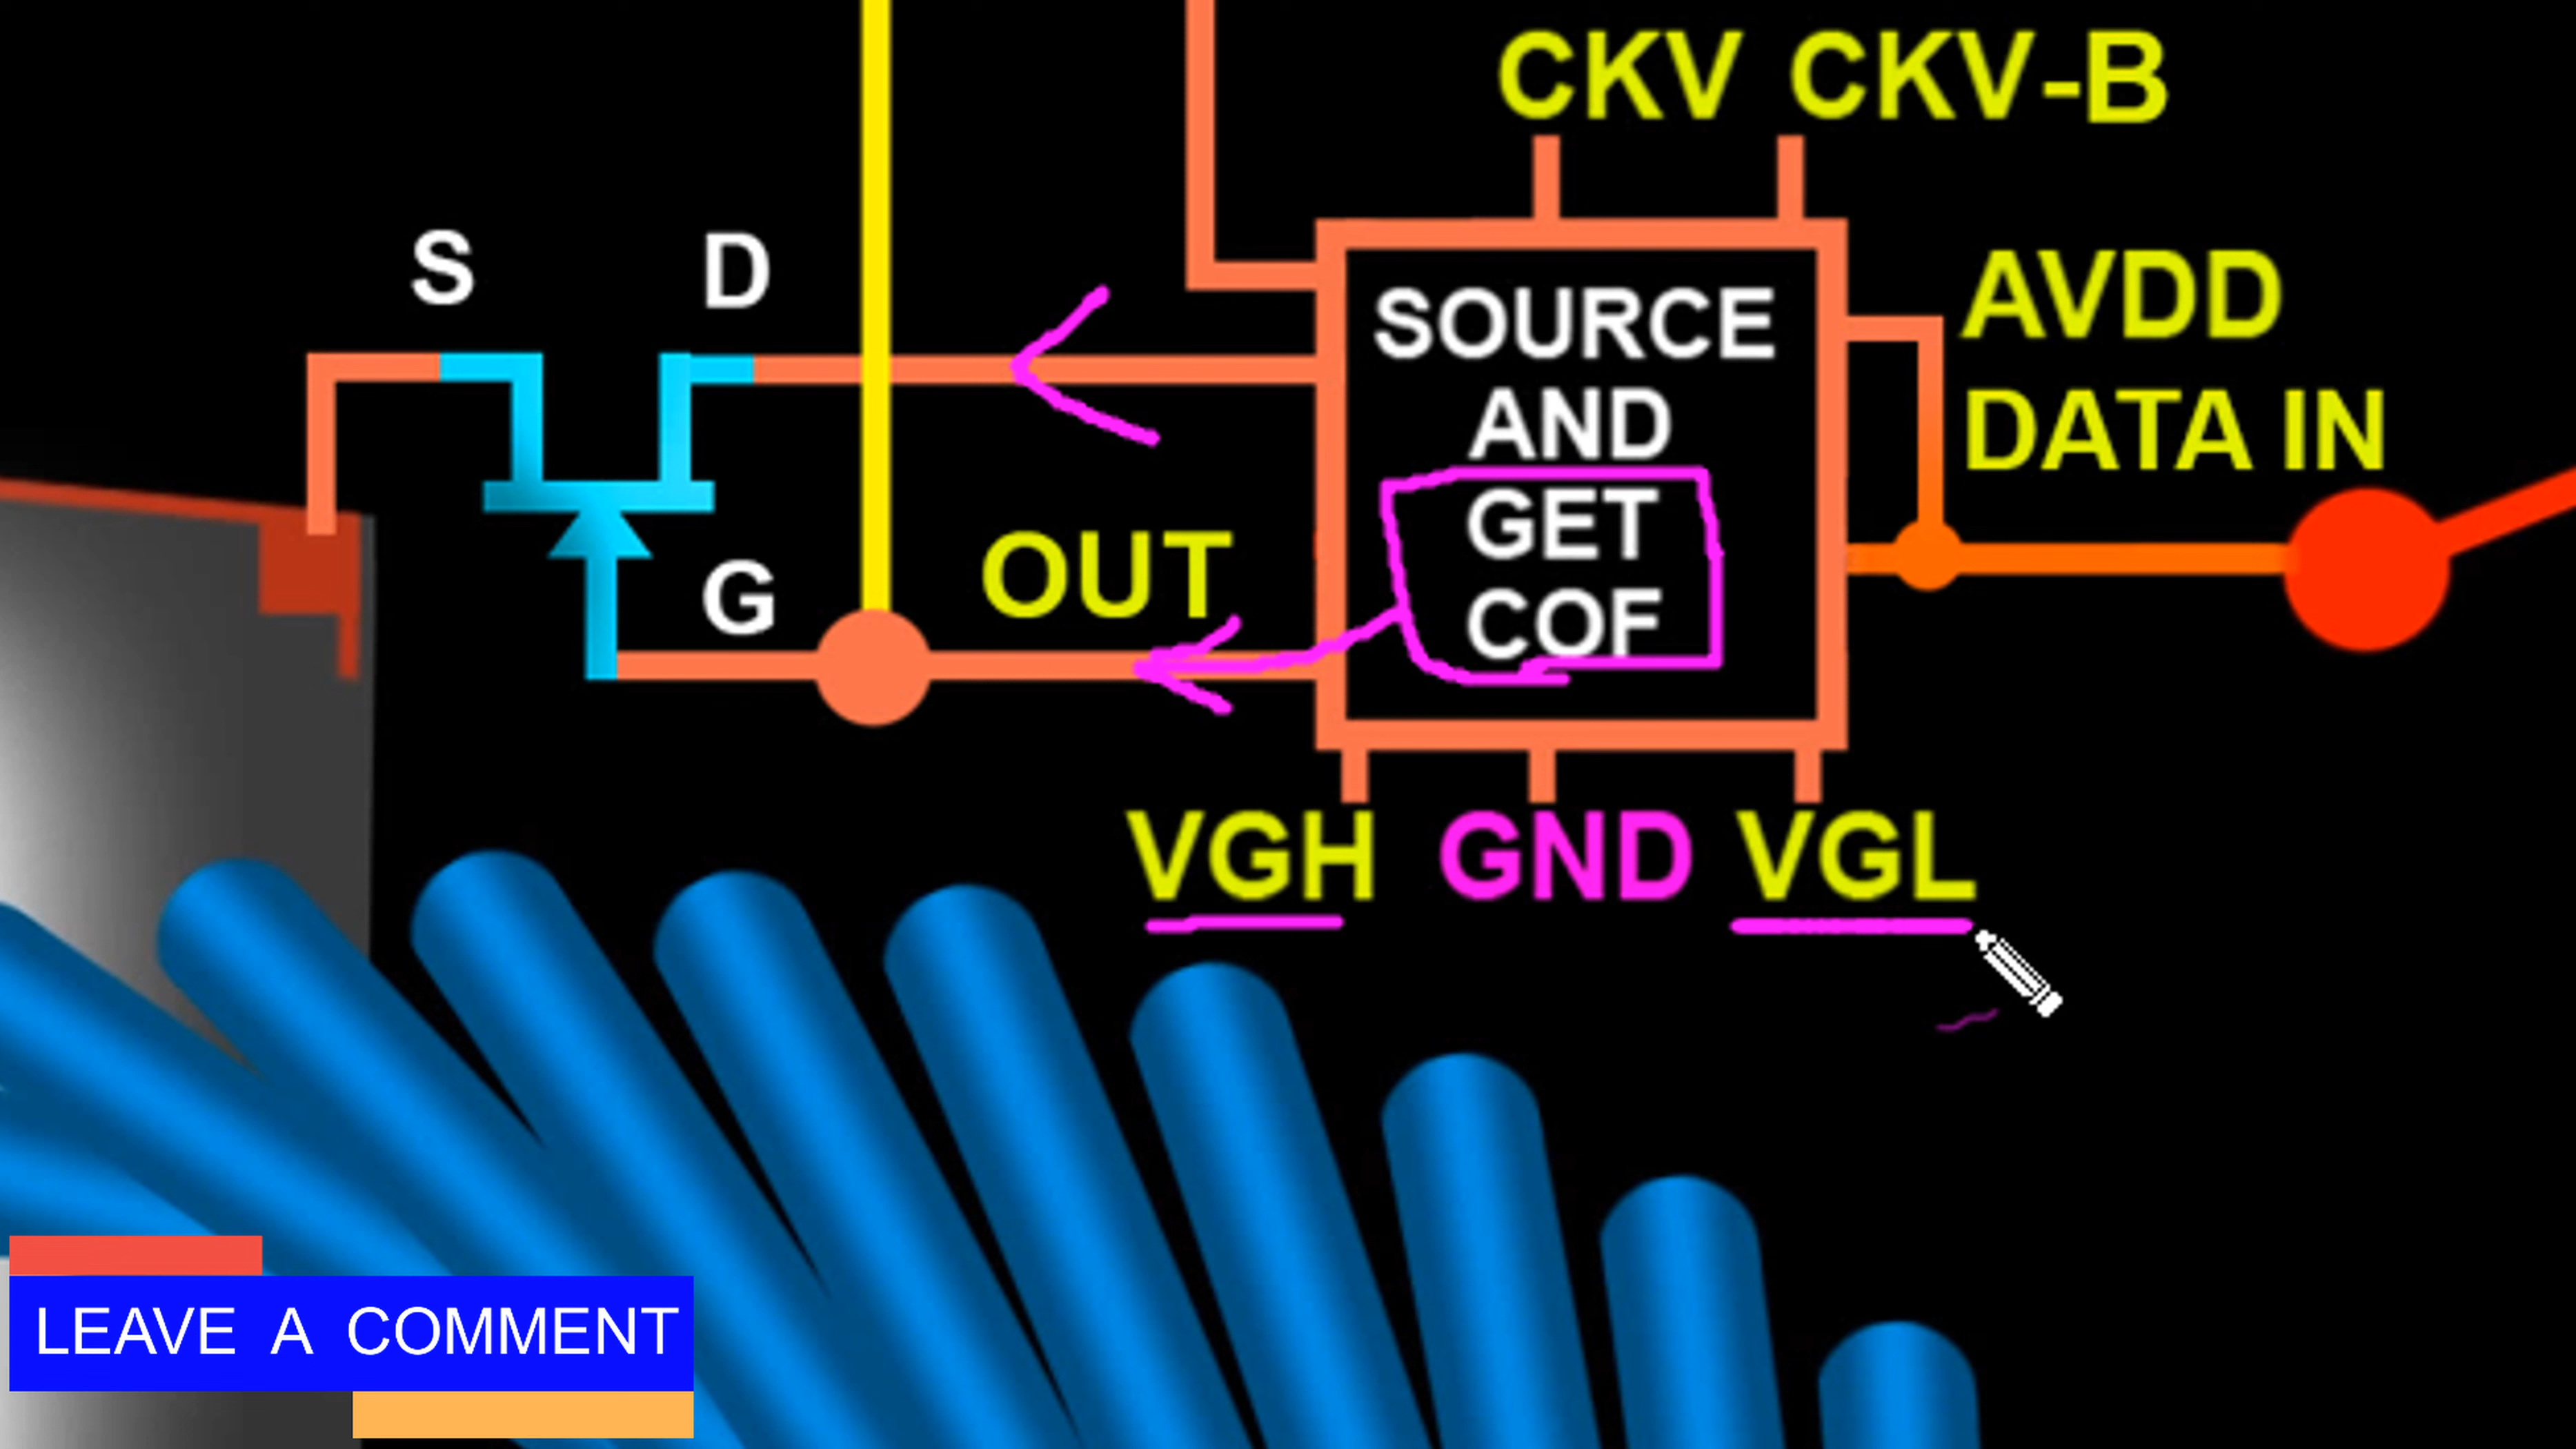 CKV CKV-B
S D
SOURCE
AND
GET
COF
AVDD
DATA IN
G
OUT
VGH GND VGL
LEAVE A COMMENT